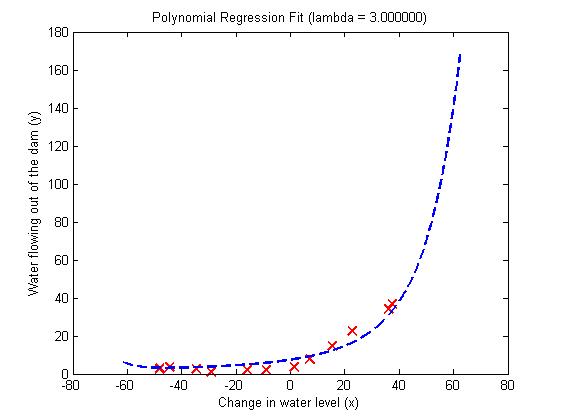 Polynomial Regression Fit (lambda = 3.000000)
180
160
140
120
100
80
60
40
20
0
Water flowing out of the dam (y)
-80 -60 -40 -20 0 20 40 60 80
Change in water level (x)